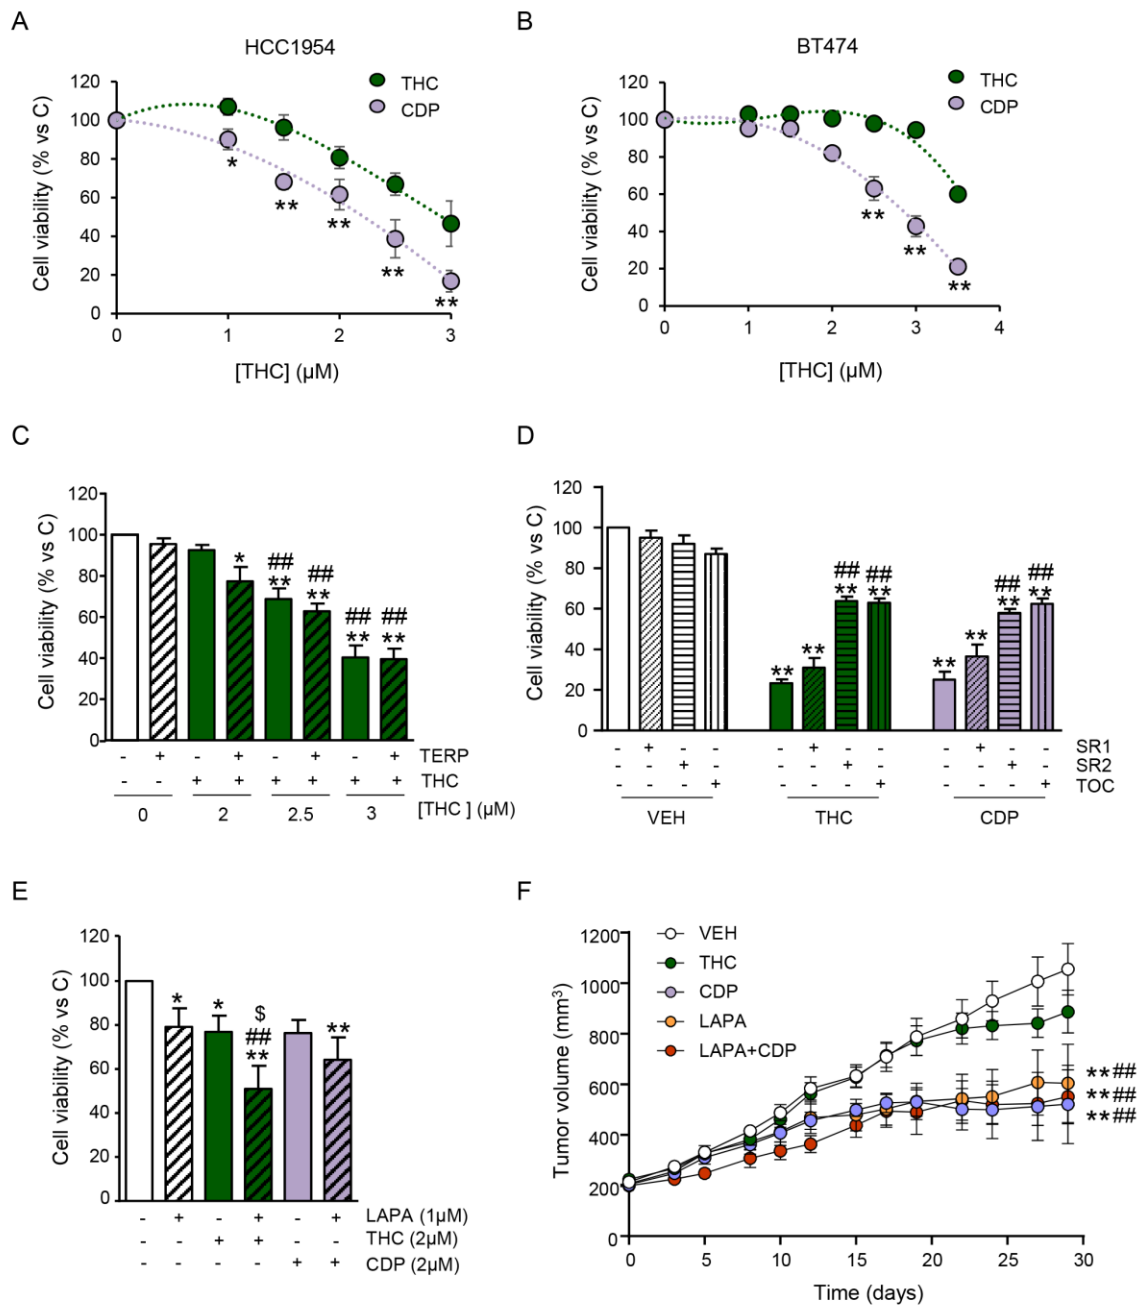 A
HCC1954
THC
CDP
120
100
80
60
40
20
0
Cell viability (% vs C)
*
**
**
**
**
0 1 2 3
[THC] (μM)
B
BT474
THC
CDP
120
100
80
60
40
20
0
Cell viability (% vs C)
**
**
**
0 1 2 3 4
[THC] (μM)
C
120
100
80
60
40
20
0
Cell viability (% vs C)
*
## ## ## ##
** ** ** **
- + - + - + - + TERP
- - + + + + + + THC
0 2 2.5 3 [THC ] (μM)
D
120
100
80
60
40
20
0
Cell viability (% vs C)
## ## ## ##
** ** ** ** ** ** ** **
- + - - - + - - - + - - SR1
- - + - - - + - - - + - SR2
- - - + - - - + - - - + TOC
VEH THC CDP
E
120
100
80
60
40
20
0
Cell viability (% vs C)
* * $ **
##
**
- + - + - + LAPA (1μM)
- - + + - - THC (2μM)
- - - - + + CDP (2μM)
F
VEH
THC
CDP
LAPA
LAPA+CDP
1200
1000
800
600
400
200
0
Tumor volume (mm³)
**##
**##
**##
0 5 10 15 20 25 30
Time (days)